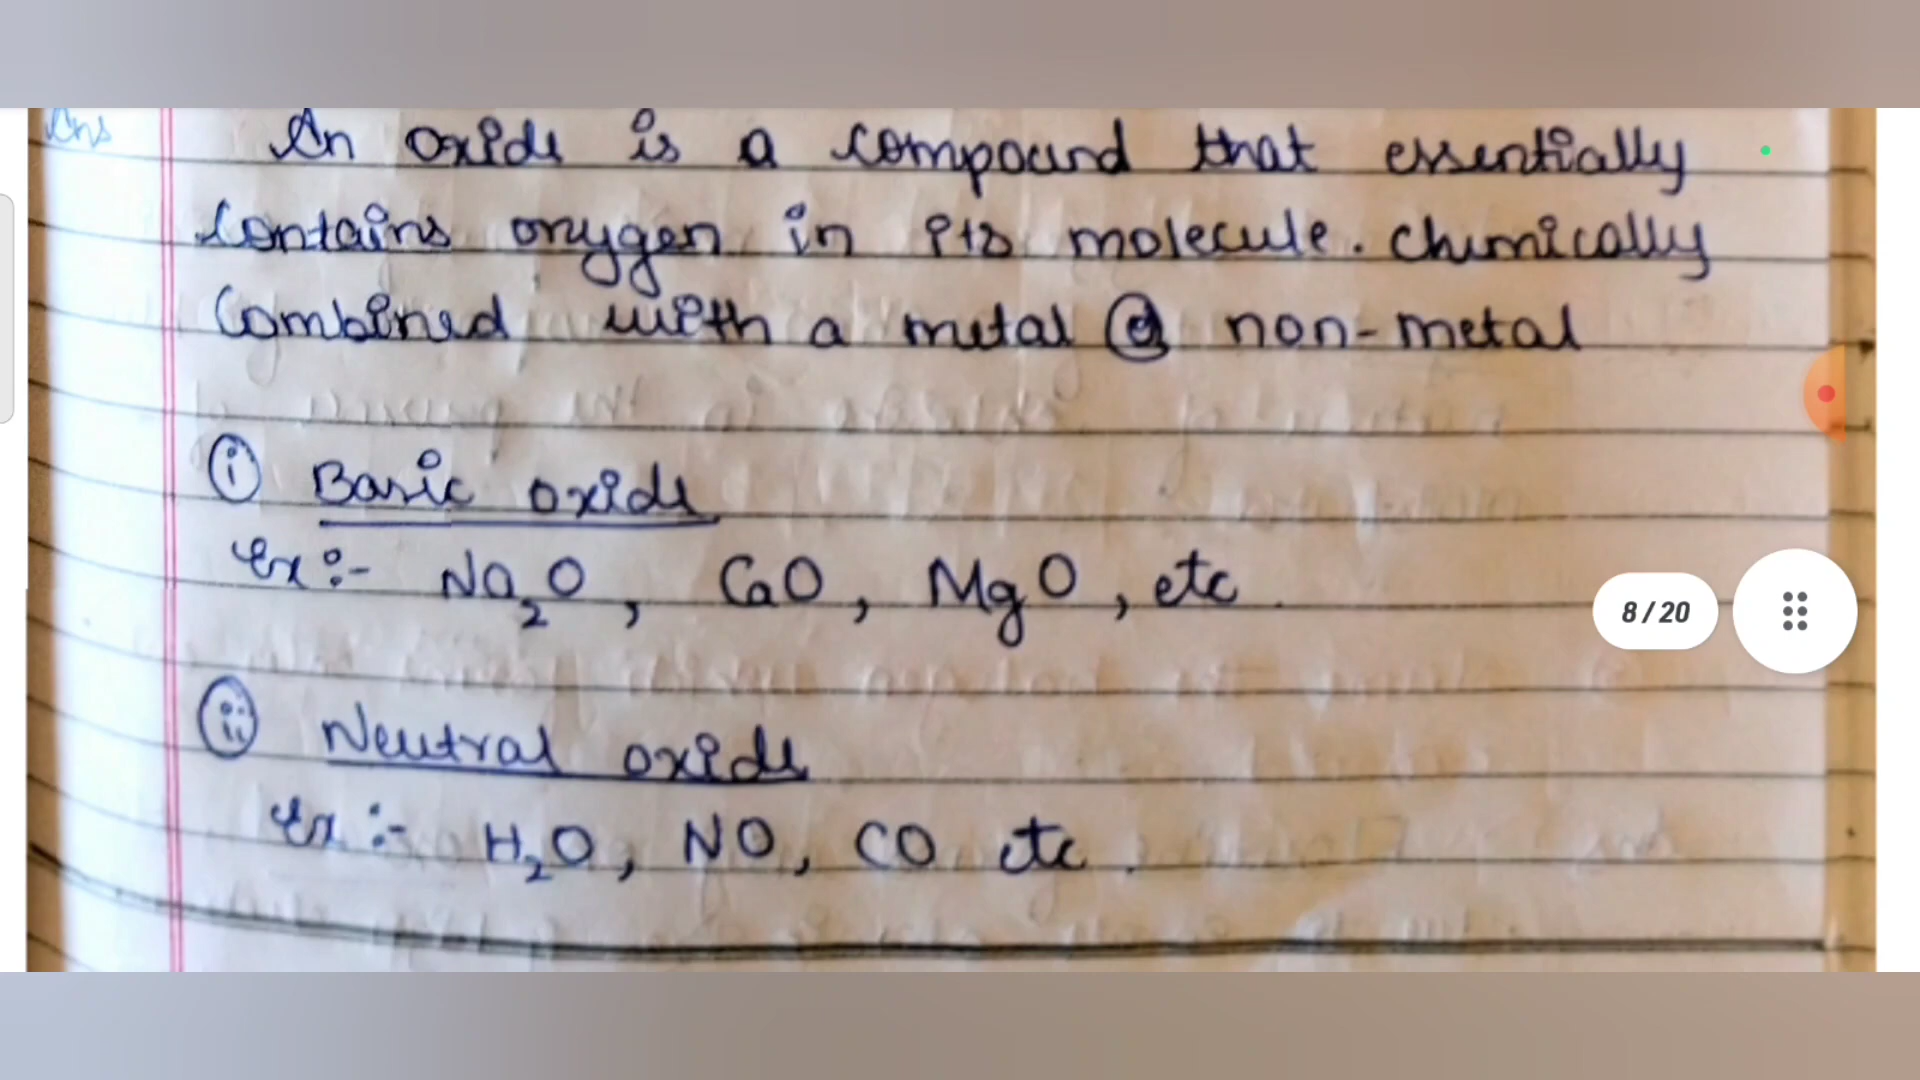 Ans An oxide is a compound that essentially
contains oxygen in its molecule. chemically
combined with a metal or non-metal
(i) Basic oxide
Ex :- Na₂O, CaO, MgO, etc.
8 / 20
(ii) Neutral oxide
Ex :- H₂O, NO, CO etc.